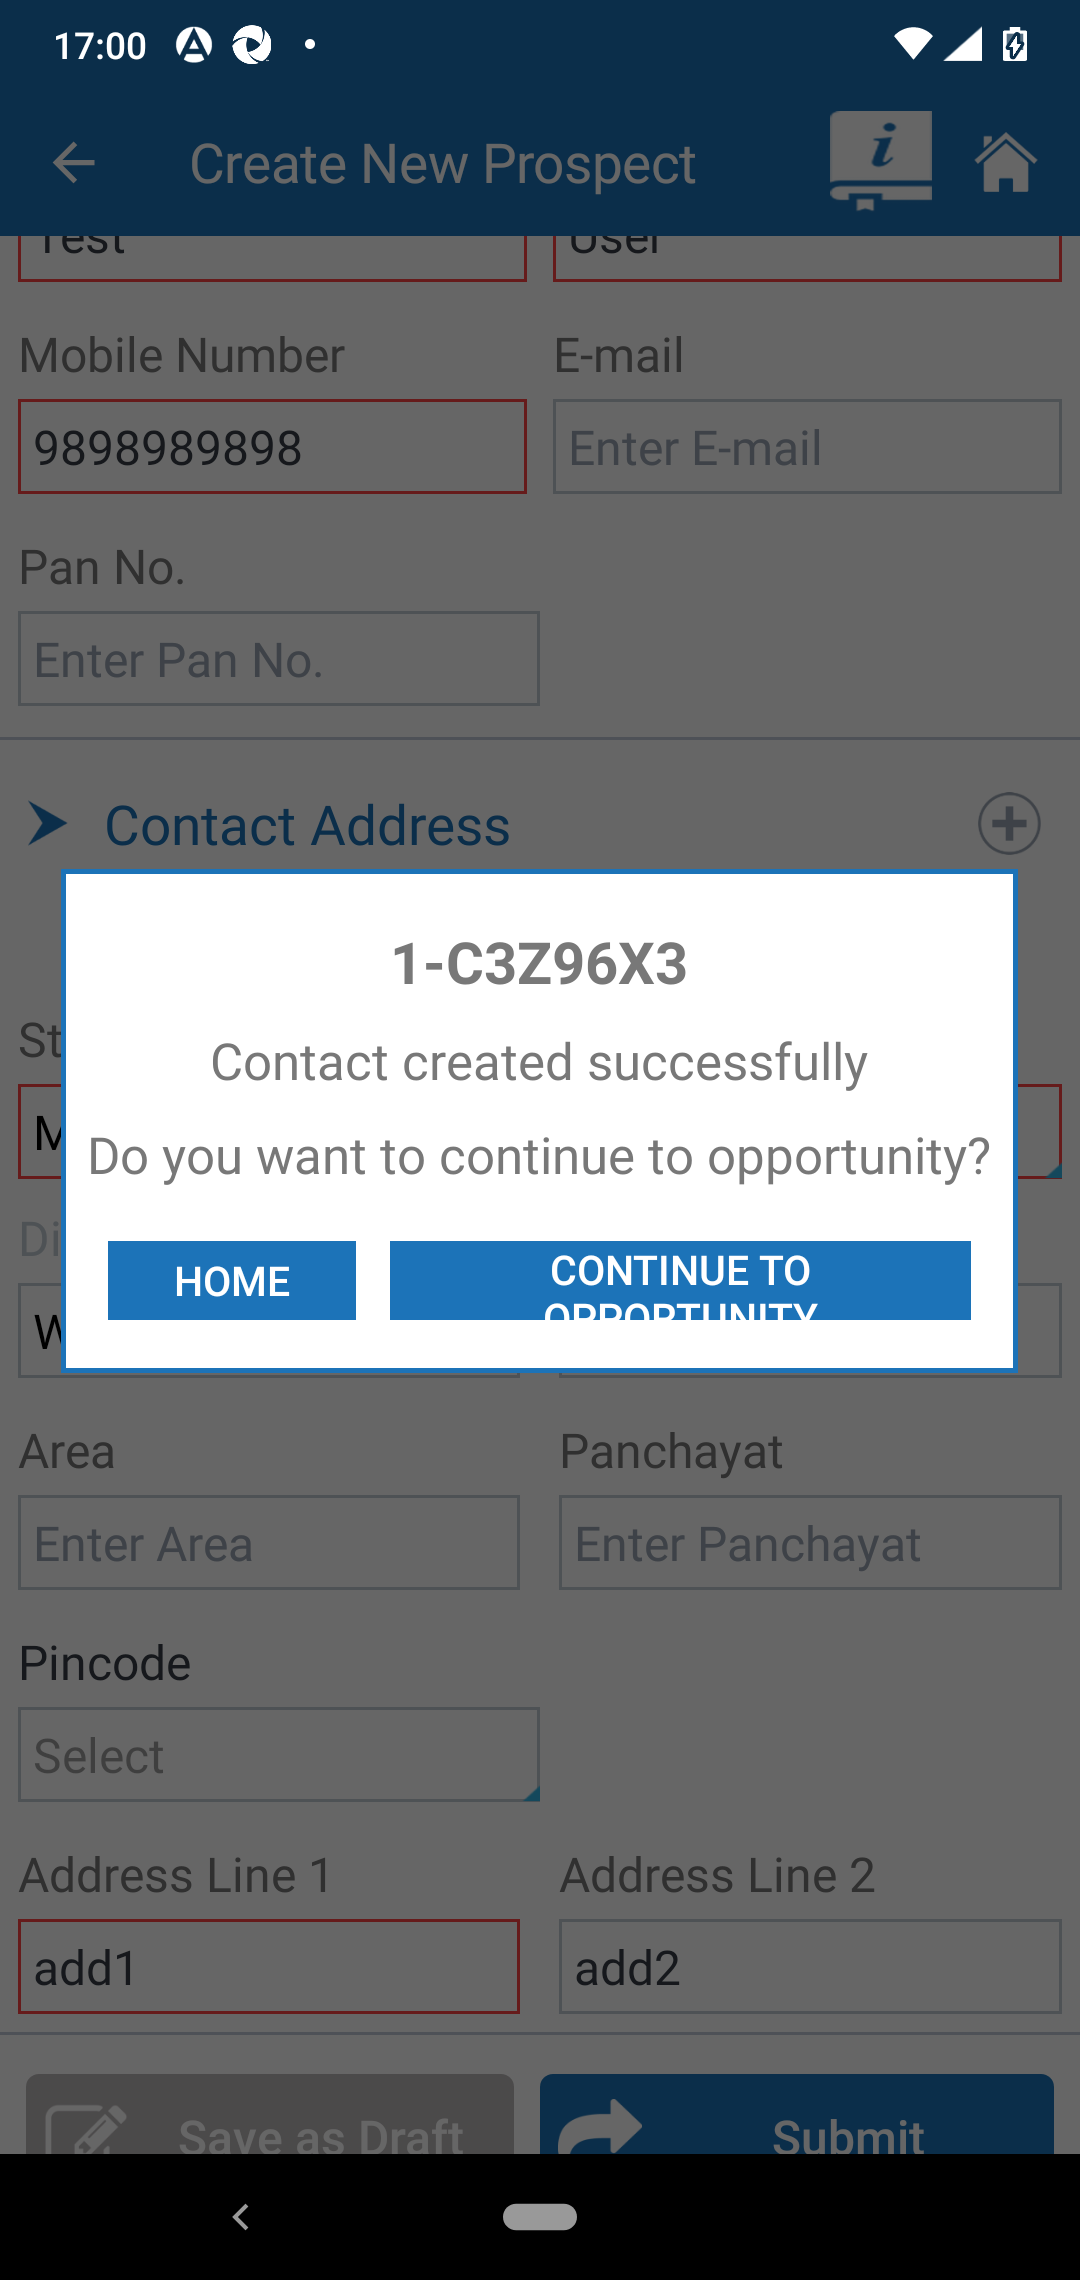 17:00
Create New Prospect
Test User
Mobile Number E-mail
9898989898 Enter E-mail
Pan No.
Enter Pan No.
Contact Address
1-C3Z96X3
St
Contact created successfully
M
Do you want to continue to opportunity?
Di
HOME CONTINUE TO
OPPORTUNITY
W
Area Panchayat
Enter Area Enter Panchayat
Pincode
Select
Address Line 1 Address Line 2
add1 add2
Save as Draft Submit